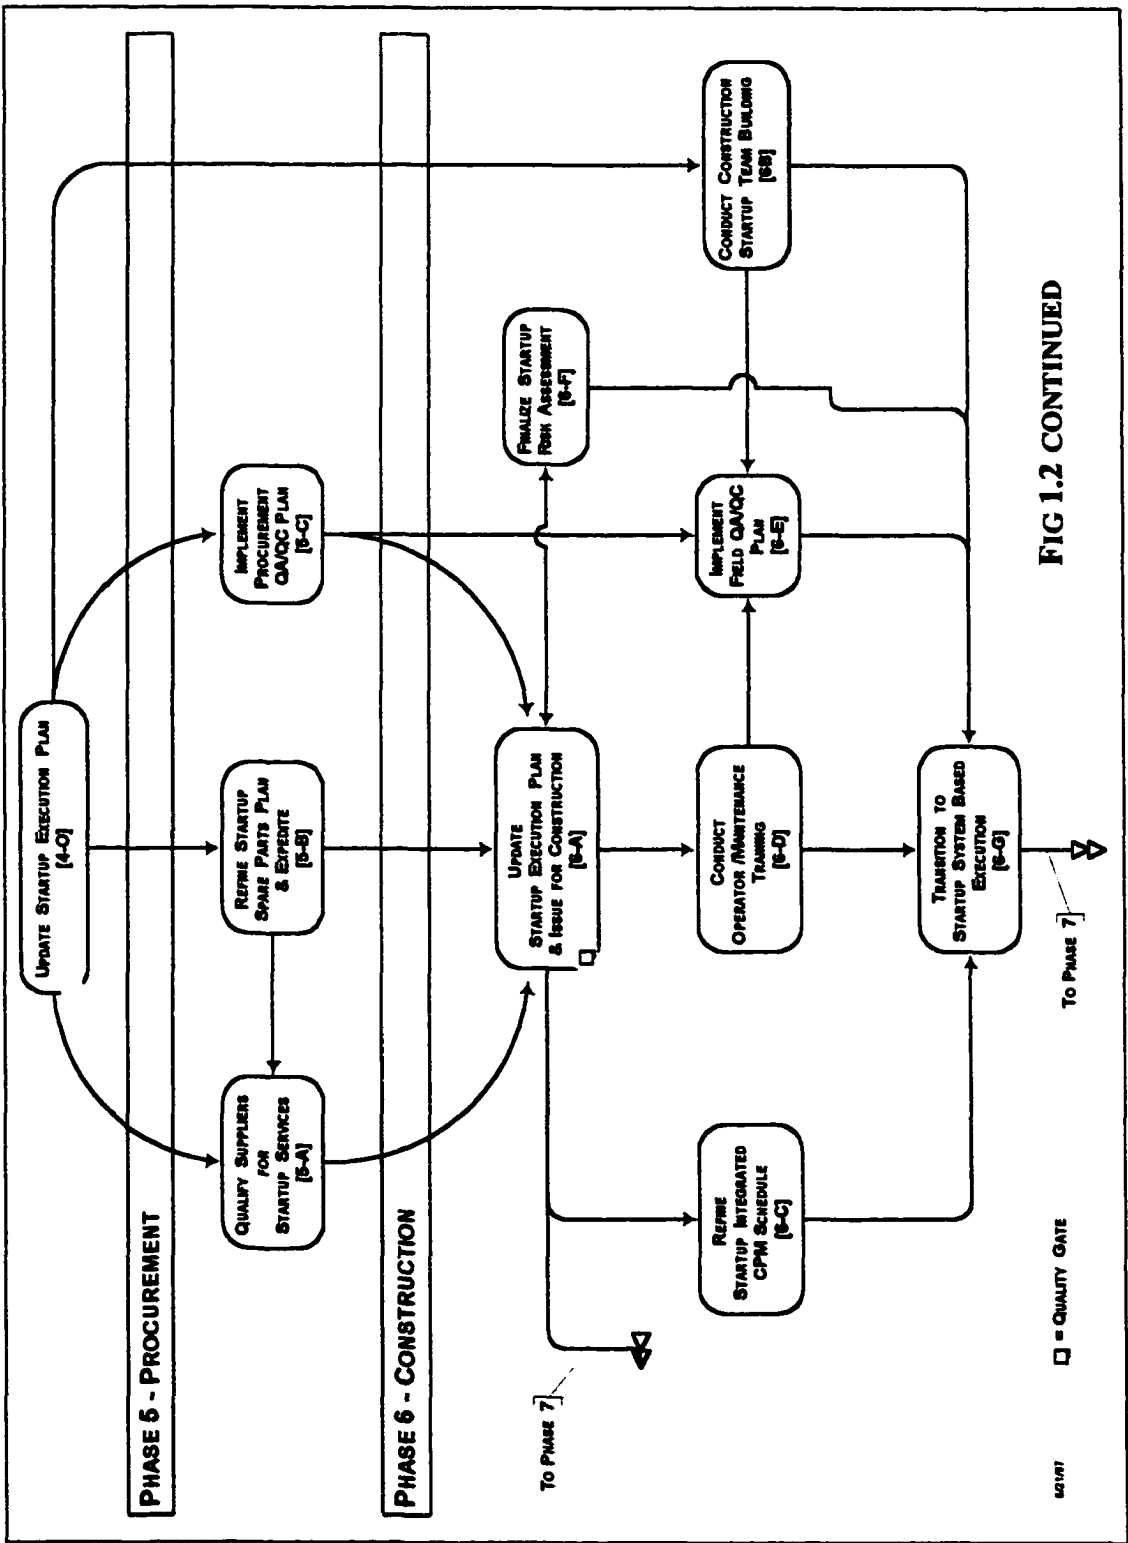 UPDATE STARTUP EXECUTION PLAN
[4-O]
PHASE 5 - PROCUREMENT
QUALIFY SUPPLIERS
FOR
STARTUP SERVICES
[5-A]
REFINE STARTUP
SPARE PARTS PLAN
& EXPEDITE
[5-B]
IMPLEMENT
PROCUREMENT
QA/QC PLAN
[5-C]
PHASE 6 - CONSTRUCTION
UPDATE
STARTUP EXECUTION PLAN
& ISSUE FOR CONSTRUCTION
[6-A]
FINALIZE STARTUP
RISK ASSESSMENT
[6-F]
TO PHASE 7
REFINE
STARTUP INTEGRATED
CPM SCHEDULE
[6-C]
CONDUCT
OPERATOR /MAINTENANCE
TRAINING
[6-D]
IMPLEMENT
FIELD QA/QC
PLAN
[6-E]
CONDUCT CONSTRUCTION
STARTUP TEAM BUILDING
[6B]
TRANSITION TO
STARTUP SYSTEM BASED
EXECUTION
[6-G]
TO PHASE 7
= QUALITY GATE
FIG 1.2 CONTINUED